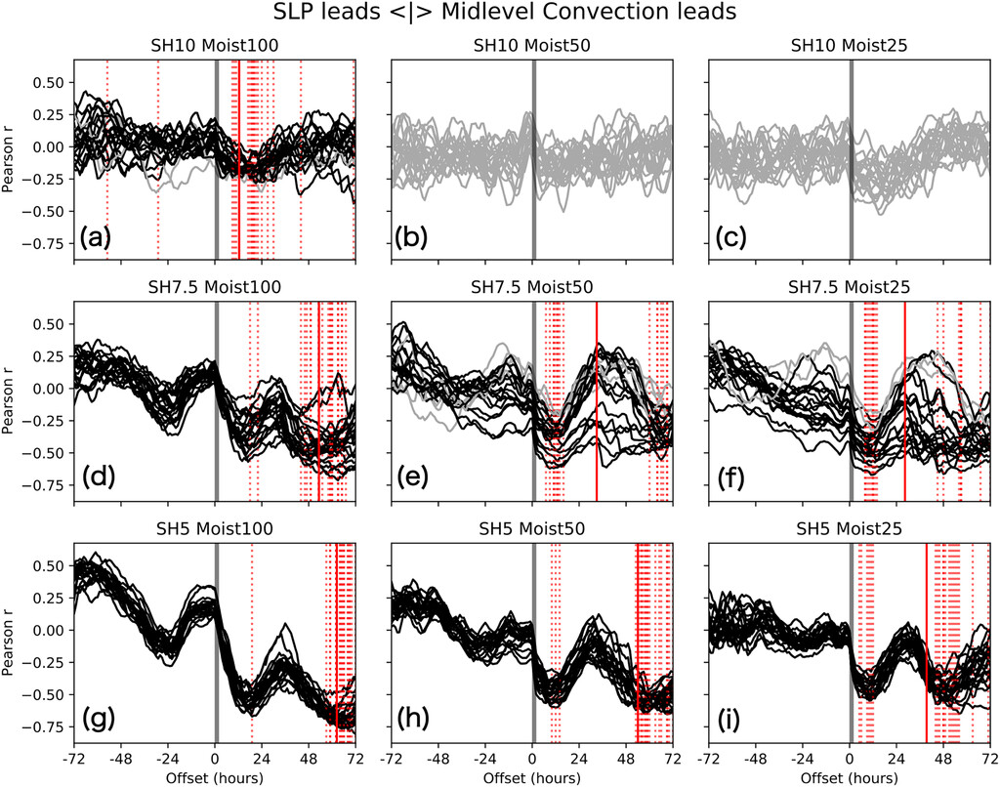 SLP leads <|> Midlevel Convection leads
SH10 Moist100
SH10 Moist50
SH10 Moist25
Pearson r
0.50
0.25
0.00
−0.25
−0.50
−0.75
(a)
(b)
(c)
SH7.5 Moist100
SH7.5 Moist50
SH7.5 Moist25
Pearson r
0.50
0.25
0.00
−0.25
−0.50
−0.75
(d)
(e)
(f)
SH5 Moist100
SH5 Moist50
SH5 Moist25
Pearson r
0.50
0.25
0.00
−0.25
−0.50
−0.75
(g)
(h)
(i)
-72 -48 -24 0 24 48 72
-72 -48 -24 0 24 48 72
-72 -48 -24 0 24 48 72
Offset (hours)
Offset (hours)
Offset (hours)